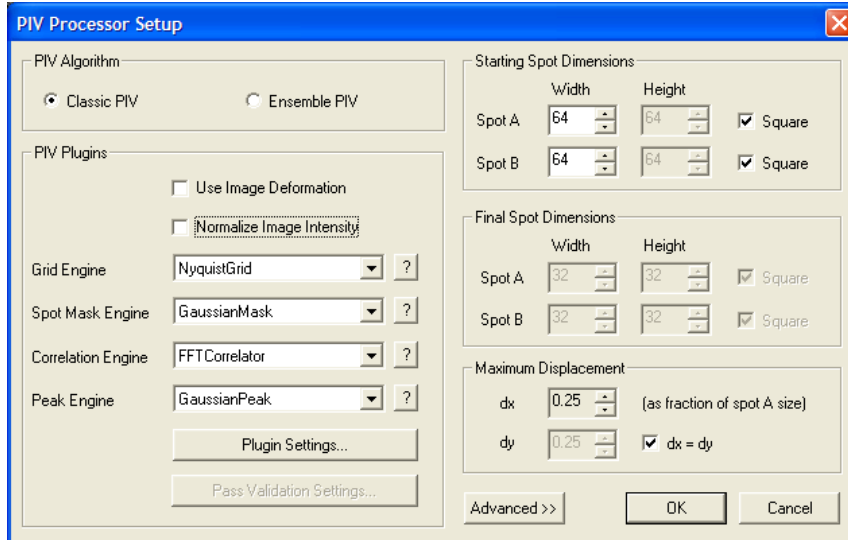 PIV Processor Setup
PIV Algorithm
Classic PIV
Ensemble PIV
PIV Plugins
Use Image Deformation
Normalize Image Intensity
Grid Engine NyquistGrid ?
Spot Mask Engine GaussianMask ?
Correlation Engine FFTCorrelator ?
Peak Engine GaussianPeak ?
Plugin Settings...
Pass Validation Settings...
Starting Spot Dimensions
Width Height
Spot A 64 64 Square
Spot B 64 64 Square
Final Spot Dimensions
Width Height
Spot A 32 32 Square
Spot B 32 32 Square
Maximum Displacement
dx 0.25 (as fraction of spot A size)
dy 0.25 dx = dy
Advanced >> OK Cancel